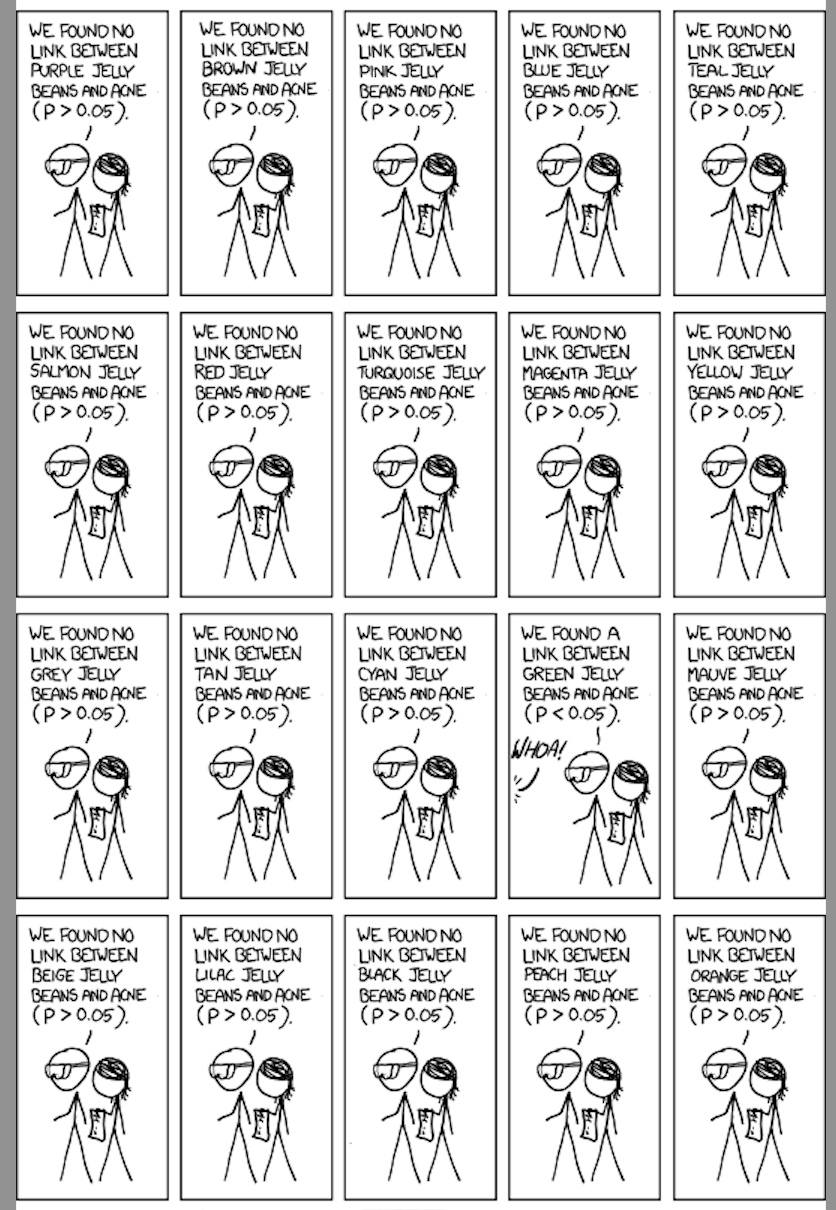 WE FOUND NO
LINK BETWEEN
PURPLE JELLY
BEANS AND ACNE
(P > 0.05).
WE FOUND NO
LINK BETWEEN
BROWN JELLY
BEANS AND ACNE
(P > 0.05).
WE FOUND NO
LINK BETWEEN
PINK JELLY
BEANS AND ACNE
(P > 0.05).
WE FOUND NO
LINK BETWEEN
BLUE JELLY
BEANS AND ACNE
(P > 0.05).
WE FOUND NO
LINK BETWEEN
TEAL JELLY
BEANS AND ACNE
(P > 0.05).
WE FOUND NO
LINK BETWEEN
SALMON JELLY
BEANS AND ACNE
(P > 0.05).
WE FOUND NO
LINK BETWEEN
RED JELLY
BEANS AND ACNE
(P > 0.05).
WE FOUND NO
LINK BETWEEN
TURQUOISE JELLY
BEANS AND ACNE
(P > 0.05).
WE FOUND NO
LINK BETWEEN
MAGENTA JELLY
BEANS AND ACNE
(P > 0.05).
WE FOUND NO
LINK BETWEEN
YELLOW JELLY
BEANS AND ACNE
(P > 0.05).
WE FOUND NO
LINK BETWEEN
GREY JELLY
BEANS AND ACNE
(P > 0.05).
WE FOUND NO
LINK BETWEEN
TAN JELLY
BEANS AND ACNE
(P > 0.05).
WE FOUND NO
LINK BETWEEN
CYAN JELLY
BEANS AND ACNE
(P > 0.05).
WE FOUND A
LINK BETWEEN
GREEN JELLY
BEANS AND ACNE
(P < 0.05).
WHOA!
WE FOUND NO
LINK BETWEEN
MAUVE JELLY
BEANS AND ACNE
(P > 0.05).
WE FOUND NO
LINK BETWEEN
BEIGE JELLY
BEANS AND ACNE
(P > 0.05).
WE FOUND NO
LINK BETWEEN
LILAC JELLY
BEANS AND ACNE
(P > 0.05).
WE FOUND NO
LINK BETWEEN
BLACK JELLY
BEANS AND ACNE
(P > 0.05).
WE FOUND NO
LINK BETWEEN
PEACH JELLY
BEANS AND ACNE
(P > 0.05).
WE FOUND NO
LINK BETWEEN
ORANGE JELLY
BEANS AND ACNE
(P > 0.05).